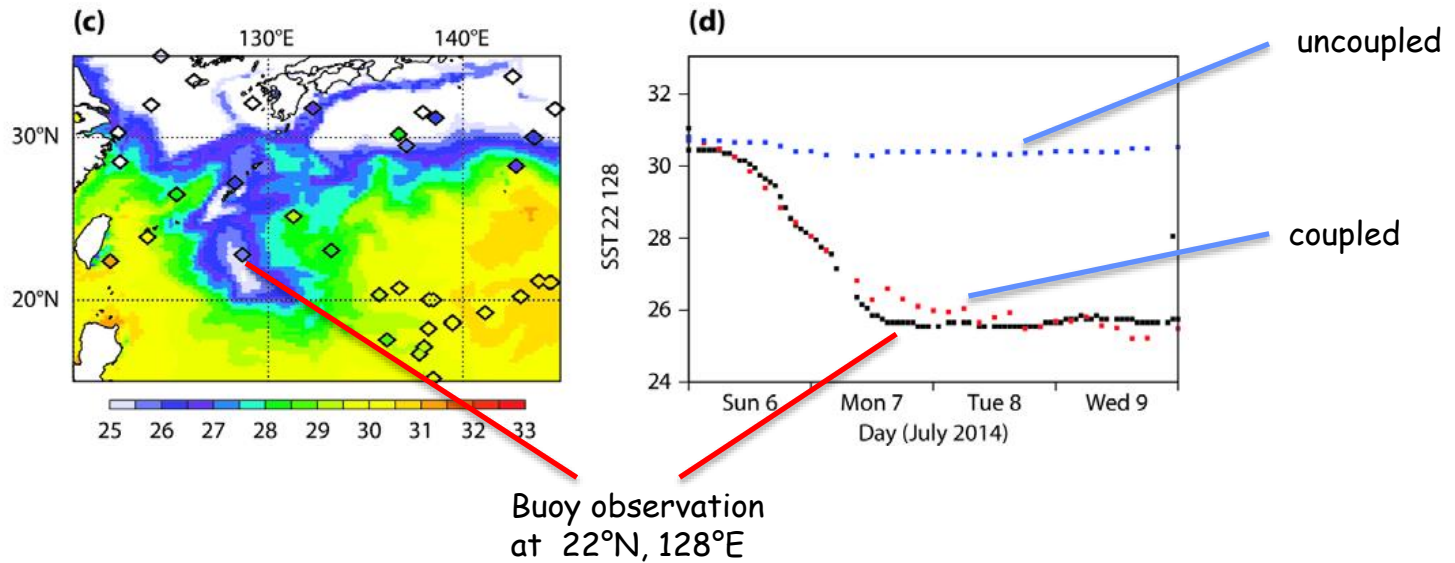 (c)
130°E 140°E
30°N
20°N
25 26 27 28 29 30 31 32 33
(d)
uncoupled
coupled
SST 22 128
32
30
28
26
24
Sun 6 Mon 7 Tue 8 Wed 9
Day (July 2014)
Buoy observation
at 22°N, 128°E